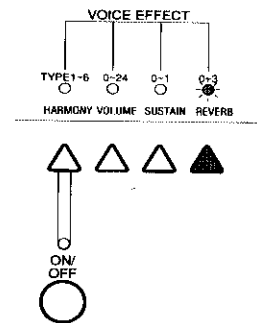 VOICE EFFECT
TYPE1~6 0~24 0~1 0~3
HARMONY VOLUME SUSTAIN REVERB
ON/
OFF